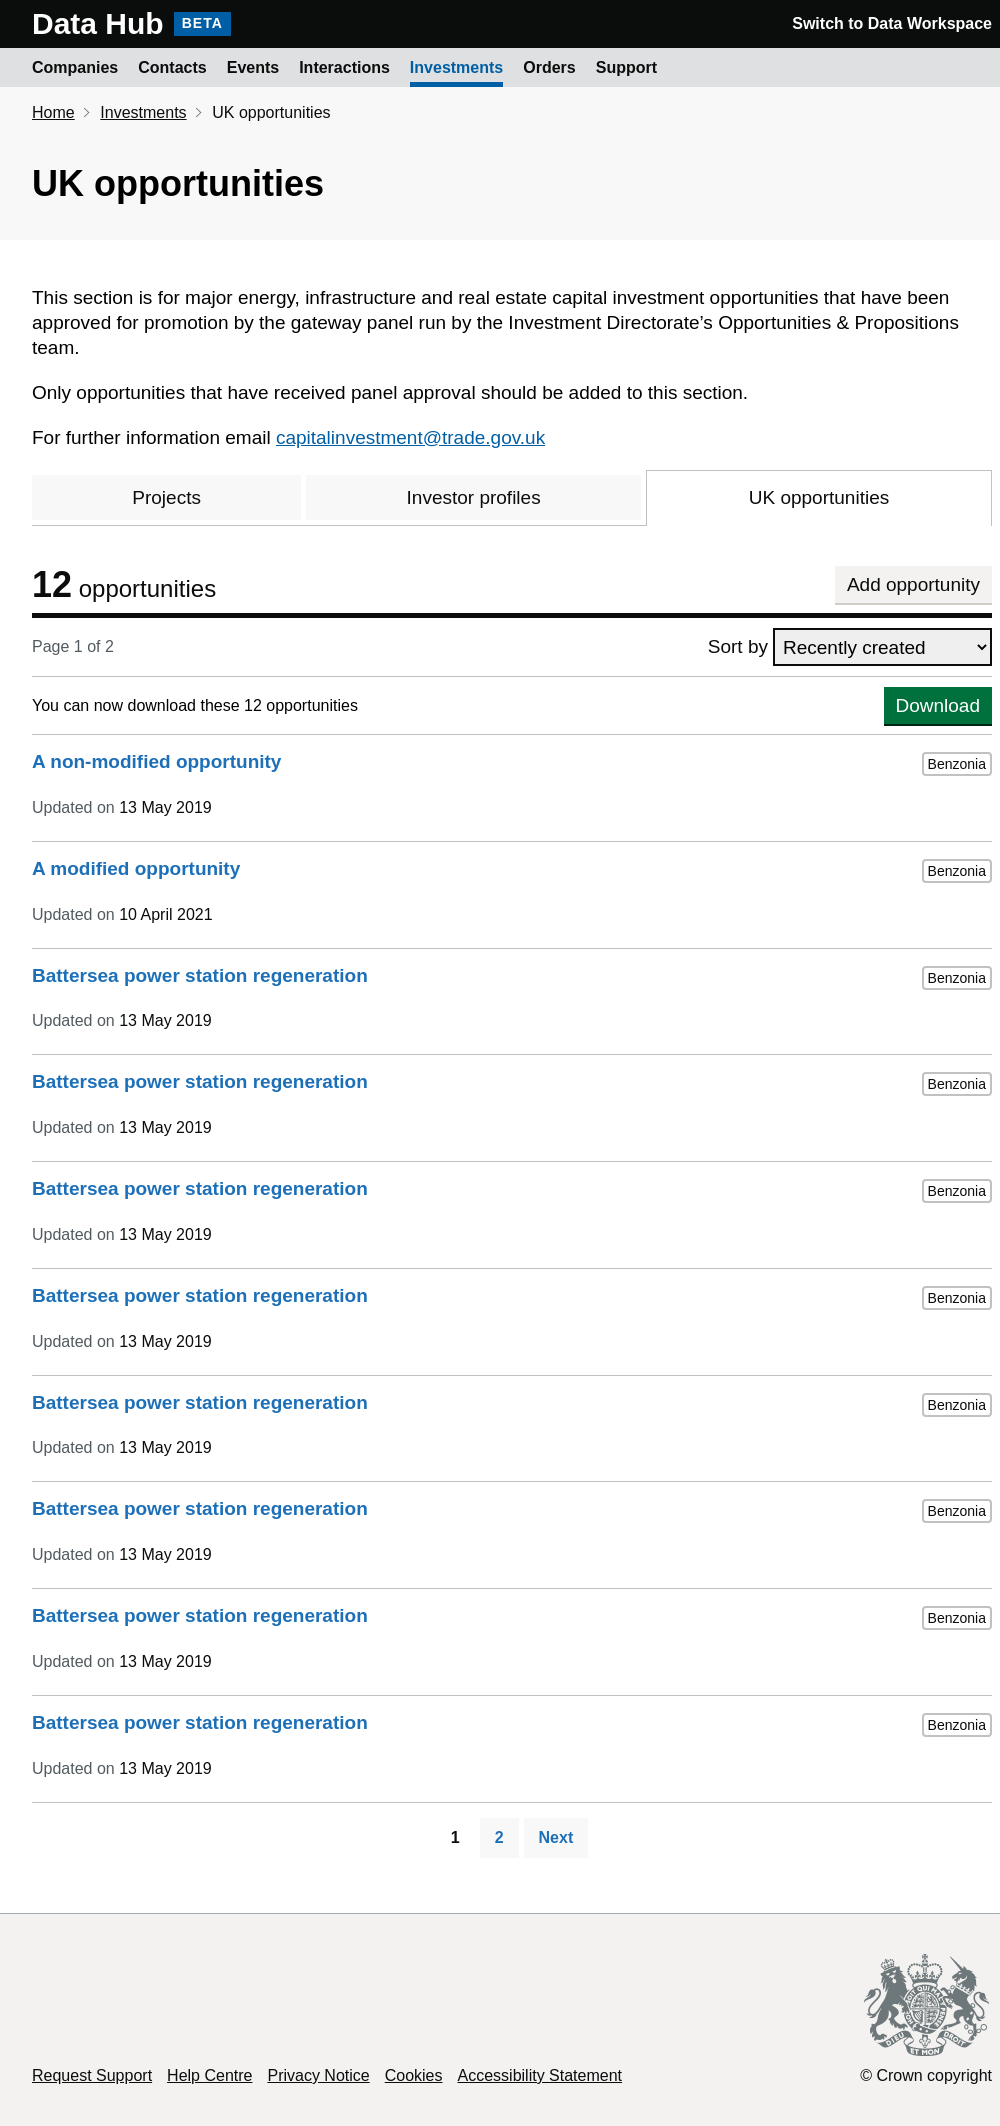 Data Hub BETA Switch to Data Workspace
Companies Contacts Events Interactions Investments Orders Support
Home Investments UK opportunities
UK opportunities
This section is for major energy, infrastructure and real estate capital investment opportunities that have been
approved for promotion by the gateway panel run by the Investment Directorate’s Opportunities & Propositions
team.
Only opportunities that have received panel approval should be added to this section.
For further information email capitalinvestment@trade.gov.uk
Projects Investor profiles UK opportunities
12 opportunities Add opportunity
Page 1 of 2 Sort by Recently created
You can now download these 12 opportunities Download
A non-modified opportunity Benzonia
Updated on 13 May 2019
A modified opportunity Benzonia
Updated on 10 April 2021
Battersea power station regeneration Benzonia
Updated on 13 May 2019
Battersea power station regeneration Benzonia
Updated on 13 May 2019
Battersea power station regeneration Benzonia
Updated on 13 May 2019
Battersea power station regeneration Benzonia
Updated on 13 May 2019
Battersea power station regeneration Benzonia
Updated on 13 May 2019
Battersea power station regeneration Benzonia
Updated on 13 May 2019
Battersea power station regeneration Benzonia
Updated on 13 May 2019
Battersea power station regeneration Benzonia
Updated on 13 May 2019
1 2 Next
DIEU ET MON DROIT
Request Support Help Centre Privacy Notice Cookies Accessibility Statement © Crown copyright